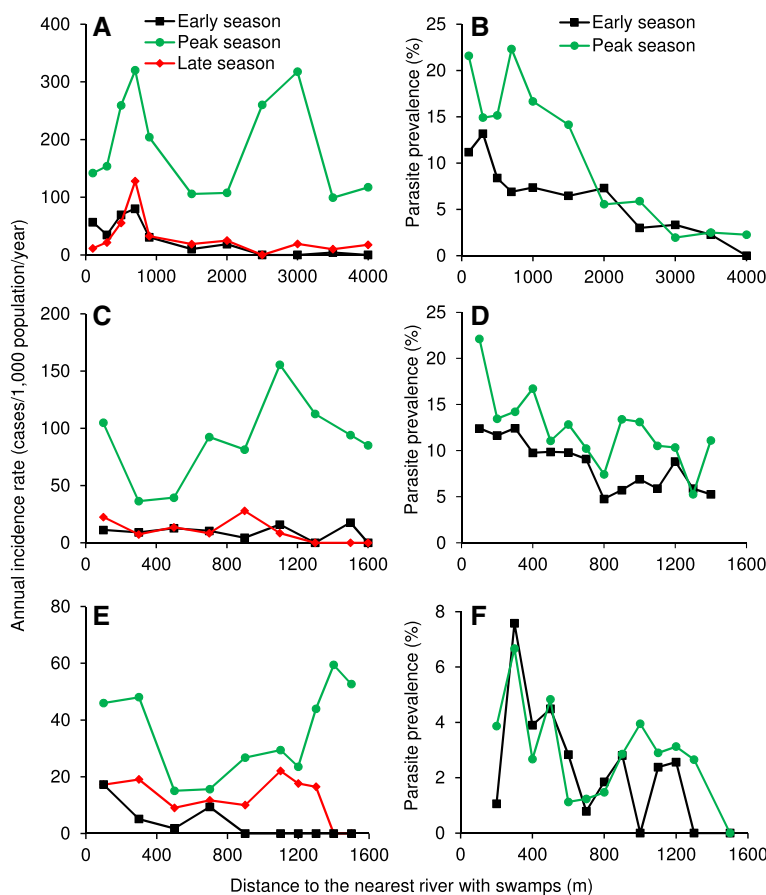 A
Early season
Peak season
Late season
400
300
200
100
0
0 1000 2000 3000 4000
B
Early season
Peak season
Parasite prevalence (%)
25
20
15
10
5
0
0 1000 2000 3000 4000
C
200
150
100
50
0
0 400 800 1200 1600
D
Parasite prevalence (%)
25
20
15
10
5
0
0 400 800 1200 1600
E
80
60
40
20
0
0 400 800 1200 1600
F
Parasite prevalence (%)
8
6
4
2
0
0 400 800 1200 1600
Annual incidence rate (cases/1,000 population/year)
Distance to the nearest river with swamps (m)